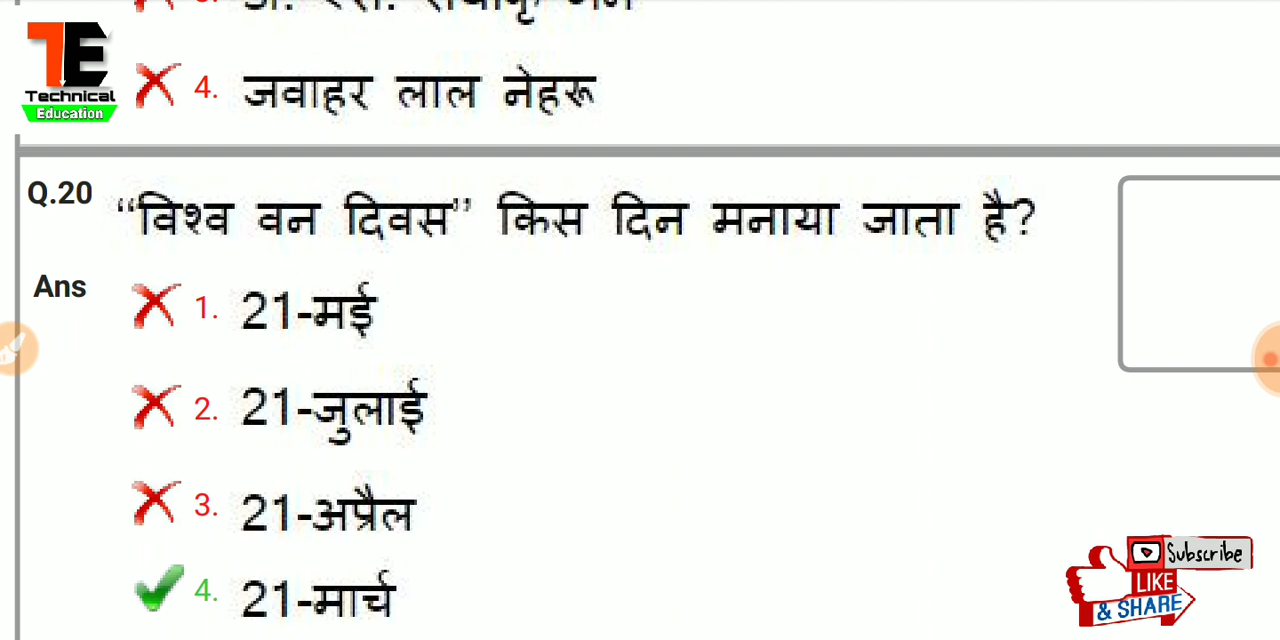 4. जवाहर लाल नेहरू
Technical
Education
Q.20 “विश्व वन दिवस” किस दिन मनाया जाता है?
Ans
1. 21-मई
2. 21-जुलाई
3. 21-अप्रैल
4. 21-मार्च
Subscribe
LIKE
& SHARE